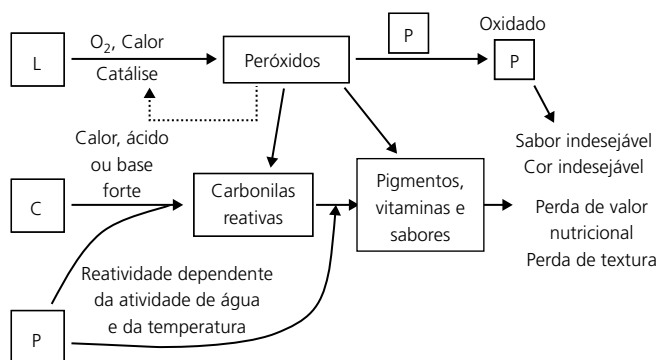 L
O₂, Calor
Catálise
Peróxidos
P
Oxidado
P
Sabor indesejável
Cor indesejável
Calor, ácido
ou base
forte
C
Carbonilas
reativas
Pigmentos,
vitaminas e
sabores
Perda de valor
nutricional
Perda de textura
Reatividade dependente
da atividade de água
e da temperatura
P